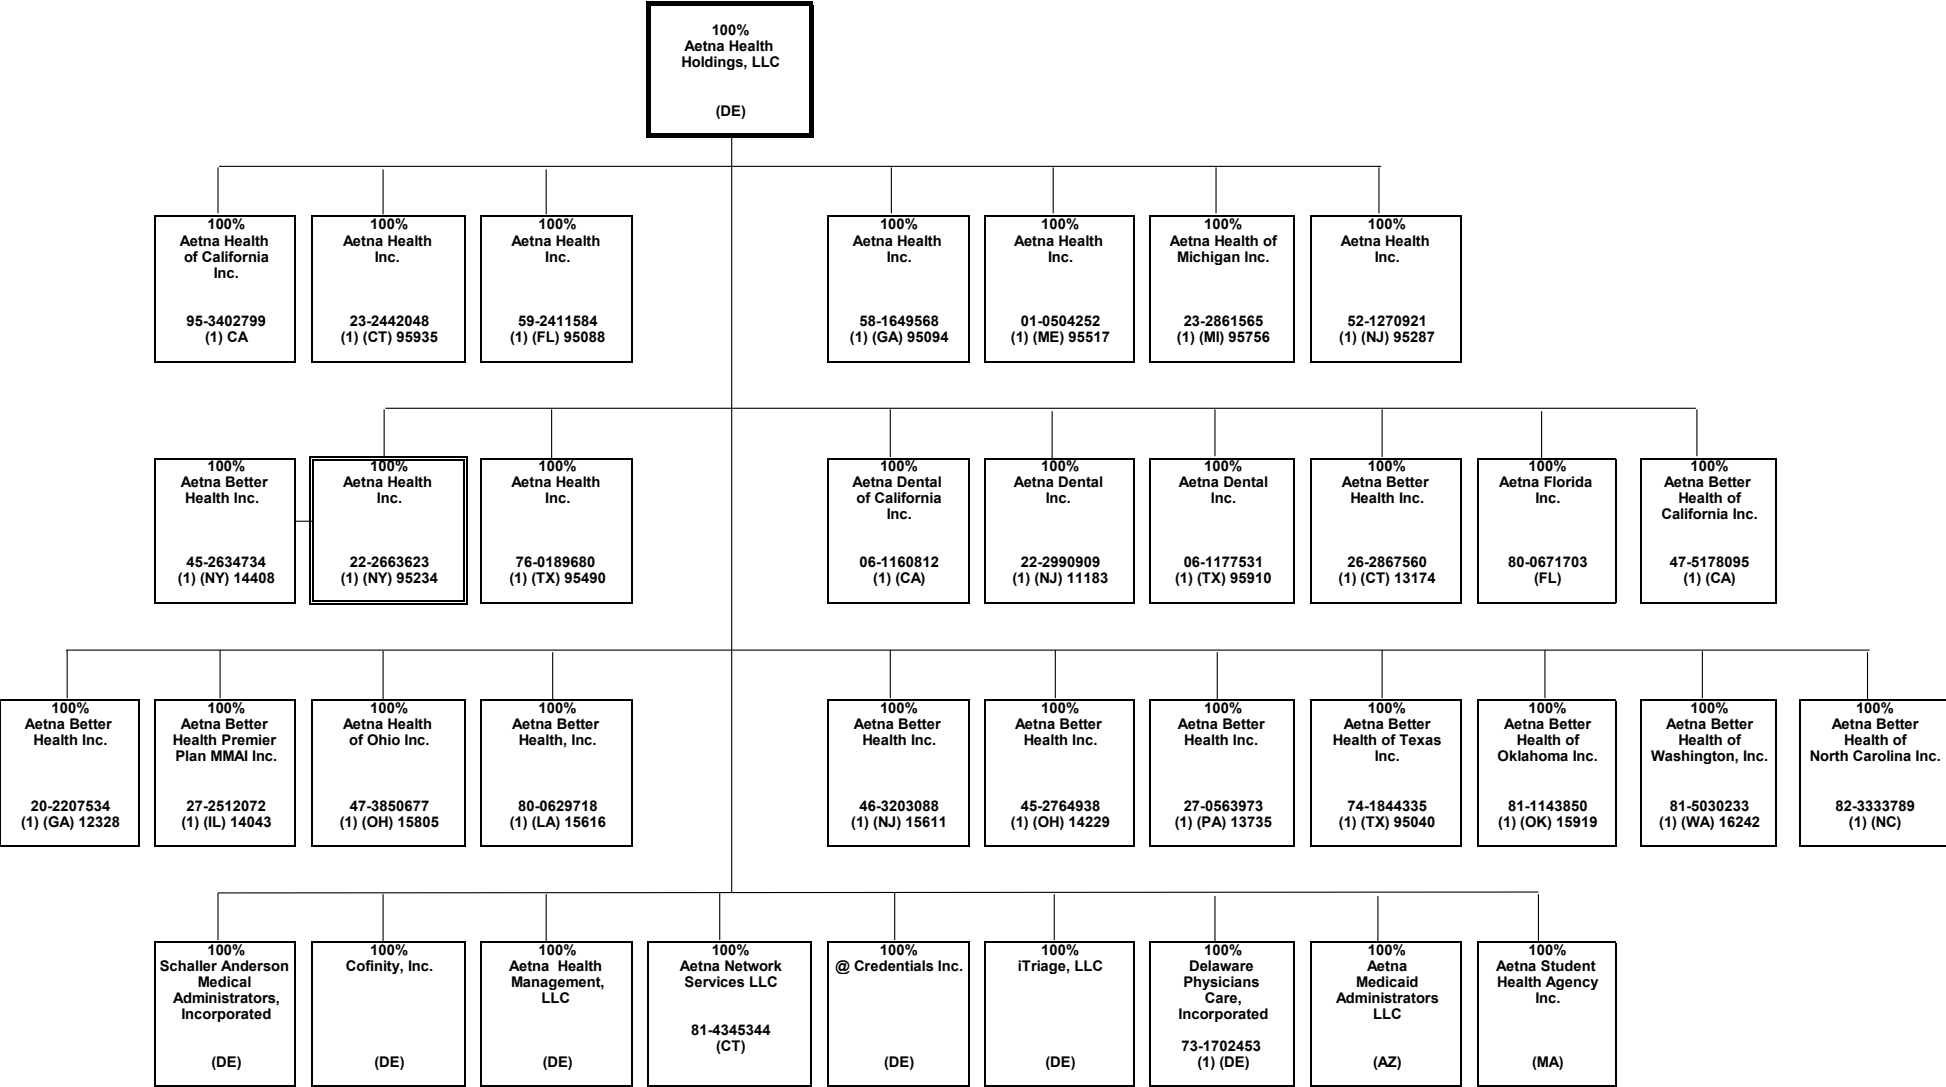 100%
Aetna Health
Holdings, LLC
(DE)
100%
Aetna Health
of California
Inc.
95-3402799
(1) CA
100%
Aetna Health
Inc.
23-2442048
(1) (CT) 95935
100%
Aetna Health
Inc.
59-2411584
(1) (FL) 95088
100%
Aetna Health
Inc.
58-1649568
(1) (GA) 95094
100%
Aetna Health
Inc.
01-0504252
(1) (ME) 95517
100%
Aetna Health of
Michigan Inc.
23-2861565
(1) (MI) 95756
100%
Aetna Health
Inc.
52-1270921
(1) (NJ) 95287
100%
Aetna Better
Health Inc.
45-2634734
(1) (NY) 14408
100%
Aetna Health
Inc.
22-2663623
(1) (NY) 95234
100%
Aetna Health
Inc.
76-0189680
(1) (TX) 95490
100%
Aetna Dental
of California
Inc.
06-1160812
(1) (CA)
100%
Aetna Dental
Inc.
22-2990909
(1) (NJ) 11183
100%
Aetna Dental
Inc.
06-1177531
(1) (TX) 95910
100%
Aetna Better
Health Inc.
26-2867560
(1) (CT) 13174
100%
Aetna Florida
Inc.
80-0671703
(FL)
100%
Aetna Better
Health of
California Inc.
47-5178095
(1) (CA)
100%
Aetna Better
Health Inc.
20-2207534
(1) (GA) 12328
100%
Aetna Better
Health Premier
Plan MMAI Inc.
27-2512072
(1) (IL) 14043
100%
Aetna Health
of Ohio Inc.
47-3850677
(1) (OH) 15805
100%
Aetna Better
Health, Inc.
80-0629718
(1) (LA) 15616
100%
Aetna Better
Health Inc.
46-3203088
(1) (NJ) 15611
100%
Aetna Better
Health Inc.
45-2764938
(1) (OH) 14229
100%
Aetna Better
Health Inc.
27-0563973
(1) (PA) 13735
100%
Aetna Better
Health of Texas
Inc.
74-1844335
(1) (TX) 95040
100%
Aetna Better
Health of
Oklahoma Inc.
81-1143850
(1) (OK) 15919
100%
Aetna Better
Health of
Washington, Inc.
81-5030233
(1) (WA) 16242
100%
Aetna Better
Health of
North Carolina Inc.
82-3333789
(1) (NC)
100%
Schaller Anderson
Medical
Administrators,
Incorporated
(DE)
100%
Cofinity, Inc.
(DE)
100%
Aetna Health
Management,
LLC
(DE)
100%
Aetna Network
Services LLC
81-4345344
(CT)
100%
@ Credentials Inc.
(DE)
100%
iTriage, LLC
(DE)
100%
Delaware
Physicians
Care,
Incorporated
73-1702453
(1) (DE)
100%
Aetna
Medicaid
Administrators
LLC
(AZ)
100%
Aetna Student
Health Agency
Inc.
(MA)